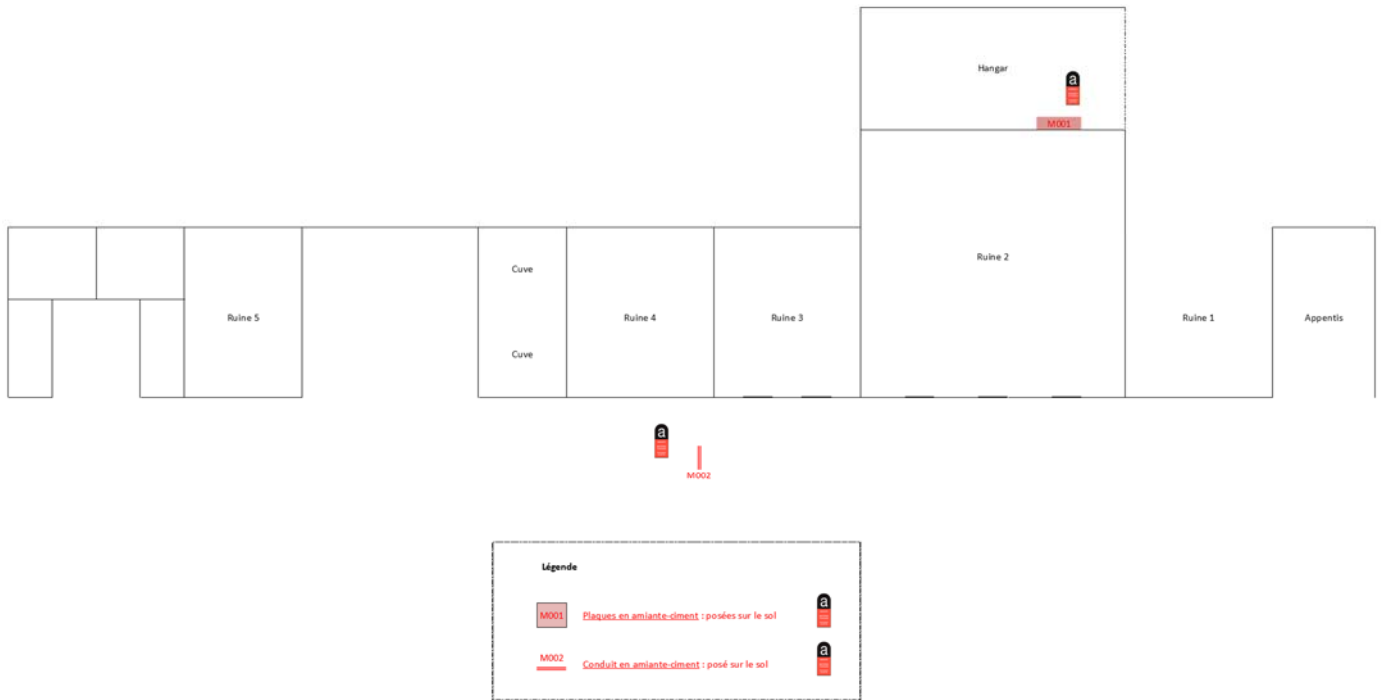 Hangar
a
M001
Ruine 2
Cuve
Ruine 5
Ruine 4
Ruine 3
Ruine 1
Appentis
Cuve
a
M002
Légende
a
M001 Plaques en amiante-ciment : posées sur le sol
a
M002
Conduit en amiante-ciment : posé sur le sol